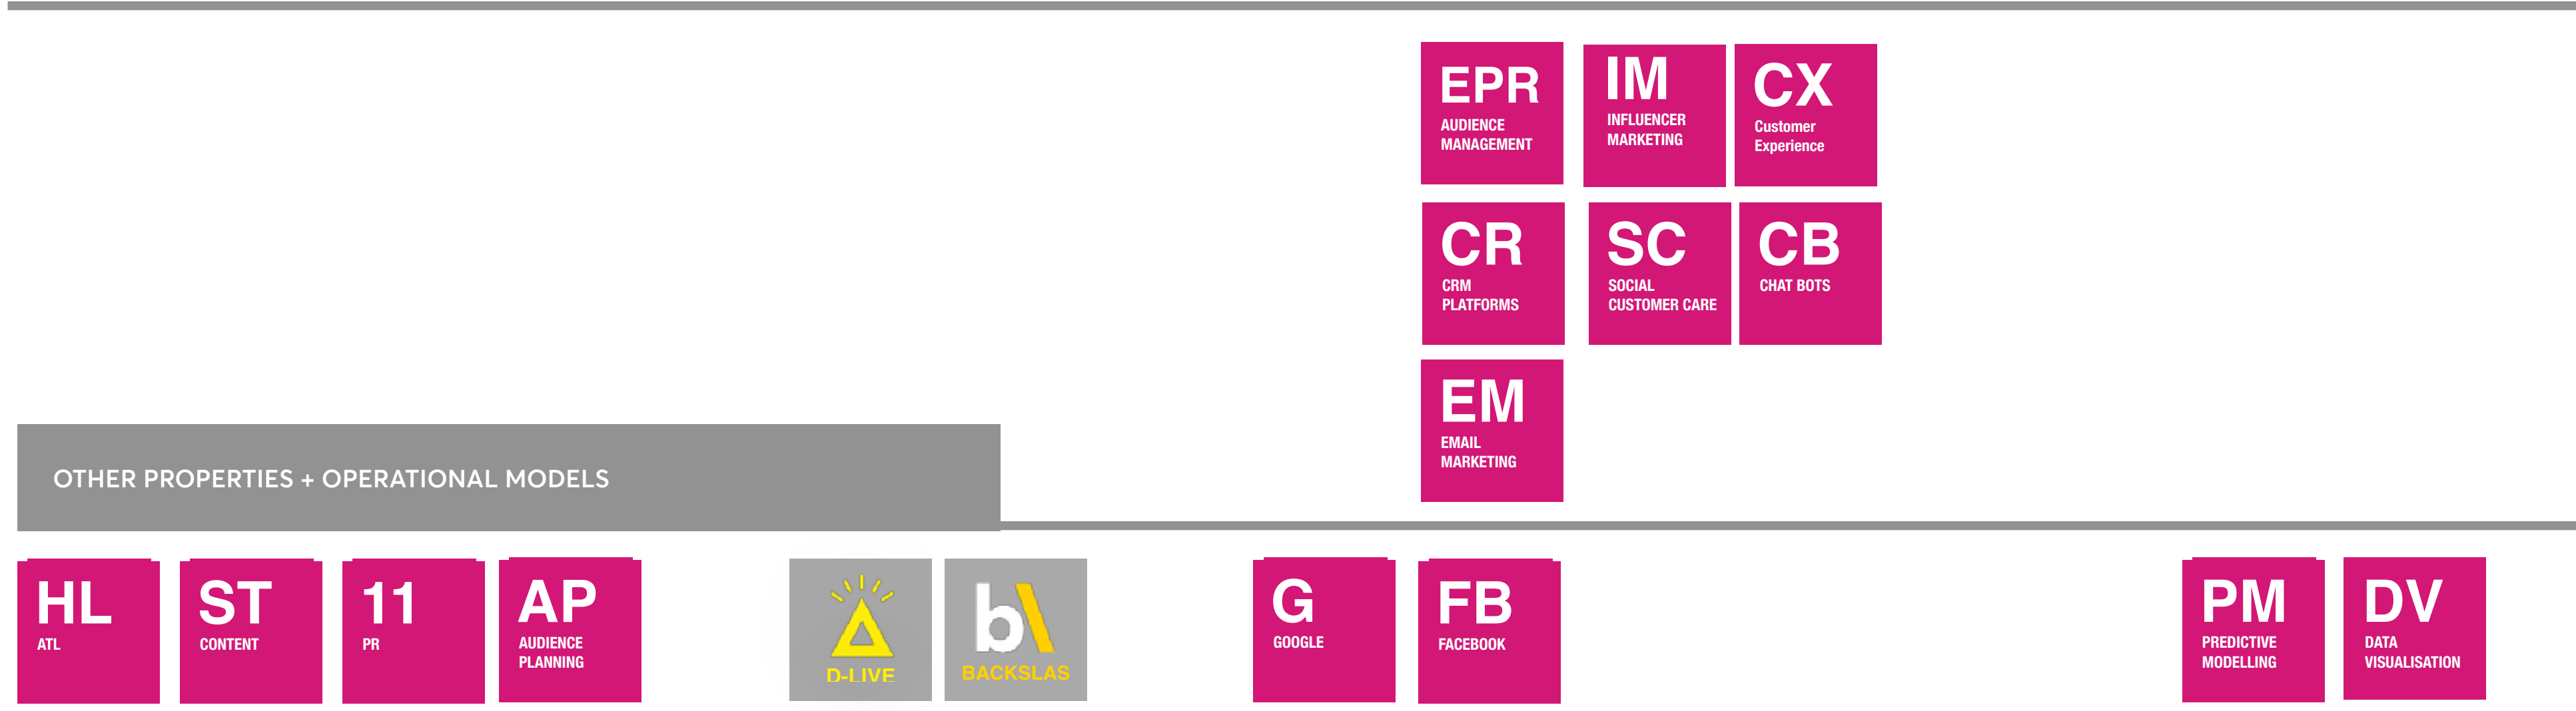 EPR
AUDIENCE
MANAGEMENT
IM
INFLUENCER
MARKETING
CX
Customer
Experience
CR
CRM
PLATFORMS
SC
SOCIAL
CUSTOMER CARE
CB
CHAT BOTS
EM
EMAIL
MARKETING
OTHER PROPERTIES + OPERATIONAL MODELS
HL
ATL
ST
CONTENT
11
PR
AP
AUDIENCE
PLANNING
D-LIVE
b\
BACKSLAS
G
GOOGLE
FB
FACEBOOK
PM
PREDICTIVE
MODELLING
DV
DATA
VISUALISATION